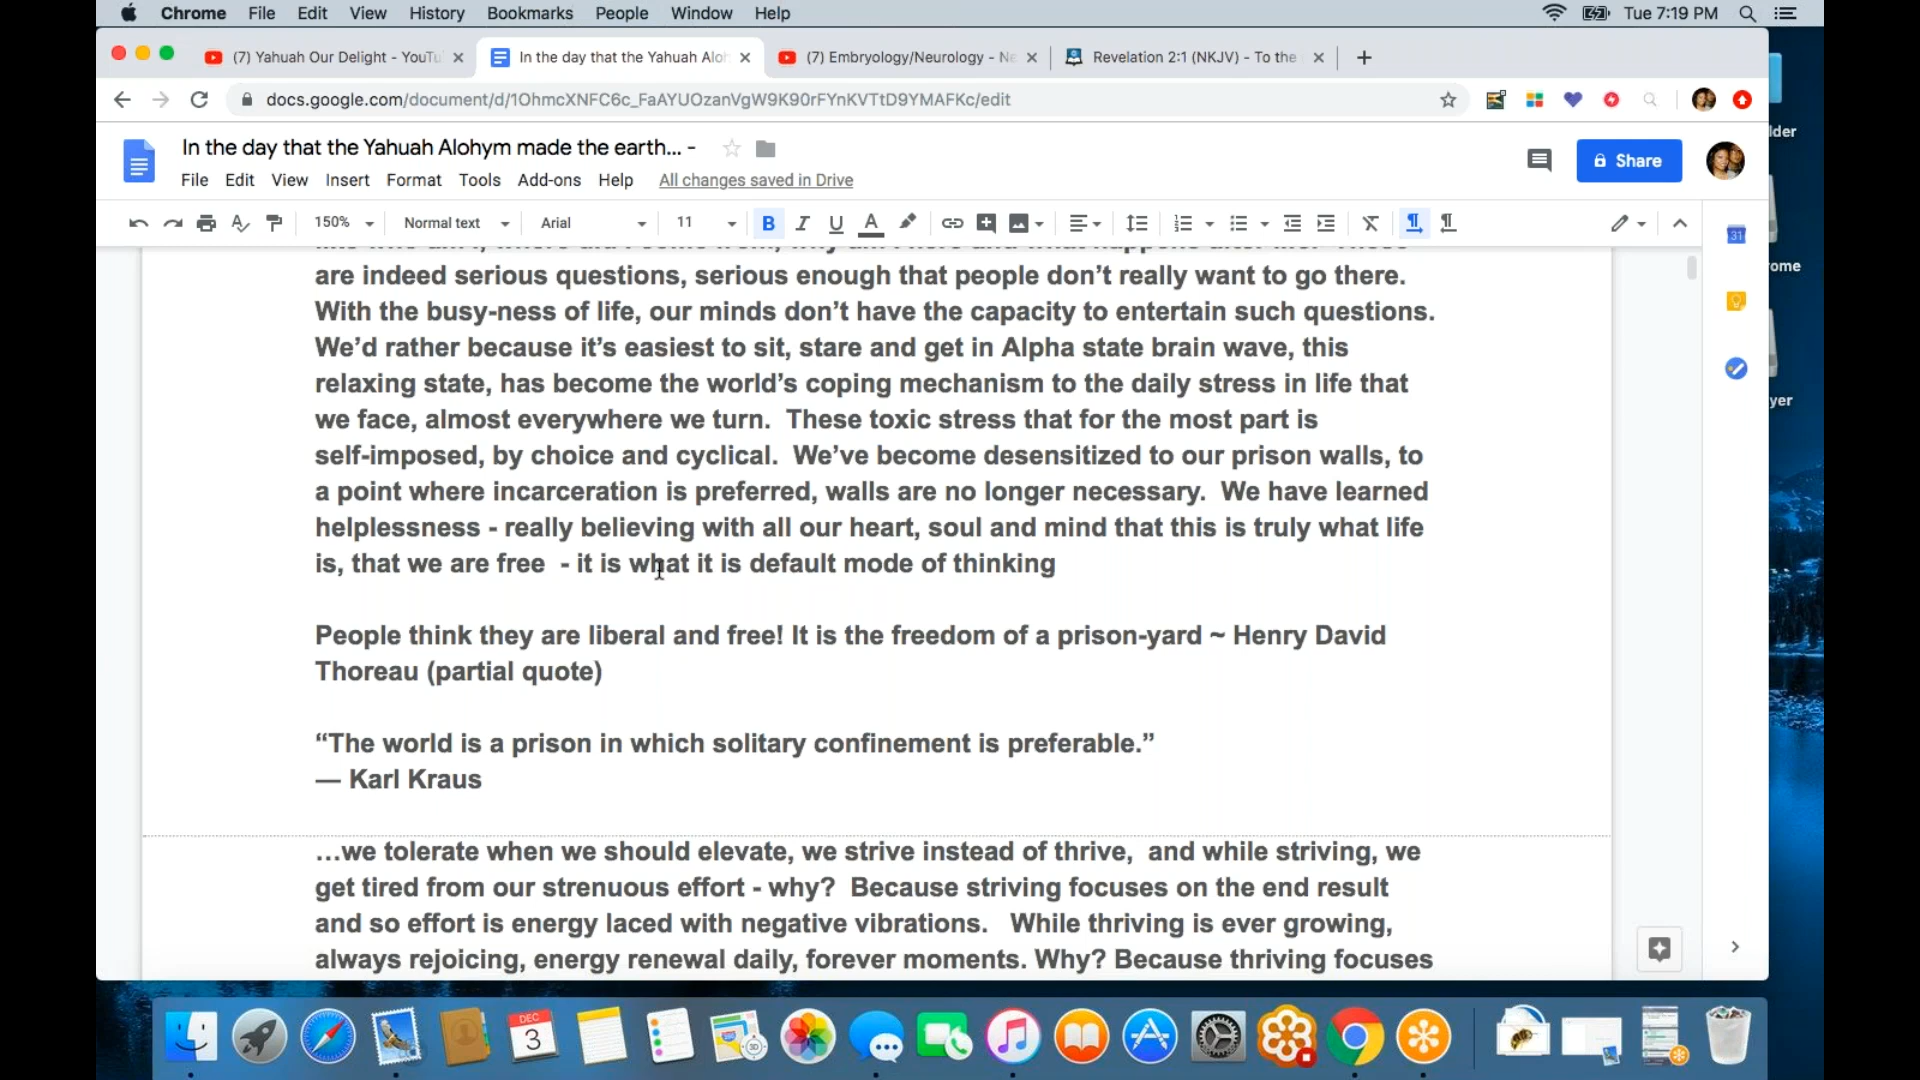 Chrome File Edit View History Bookmarks People Window Help Tue 7:19 PM
(7) Yahuah Our Delight - YouTu
In the day that the Yahuah Aloh
(7) Embryology/Neurology - Ne
Revelation 2:1 (NKJV) - To the
docs.google.com/document/d/1OhmcXNFC6c_FaAYUOzanVgW9K90rFYnKVTtD9YMAFKc/edit
In the day that the Yahuah Alohym made the earth... -
File Edit View Insert Format Tools Add-ons Help All changes saved in Drive
Share
150% Normal text Arial 11 B I U A
31
lder
ome
yer
are indeed serious questions, serious enough that people don’t really want to go there.
With the busy-ness of life, our minds don’t have the capacity to entertain such questions.
We’d rather because it’s easiest to sit, stare and get in Alpha state brain wave, this
relaxing state, has become the world’s coping mechanism to the daily stress in life that
we face, almost everywhere we turn.  These toxic stress that for the most part is
self-imposed, by choice and cyclical.  We’ve become desensitized to our prison walls, to
a point where incarceration is preferred, walls are no longer necessary.  We have learned
helplessness - really believing with all our heart, soul and mind that this is truly what life
is, that we are free  - it is what it is default mode of thinking
People think they are liberal and free! It is the freedom of a prison-yard ~ Henry David
Thoreau (partial quote)
“The world is a prison in which solitary confinement is preferable.”
— Karl Kraus
…we tolerate when we should elevate, we strive instead of thrive,  and while striving, we
get tired from our strenuous effort - why?  Because striving focuses on the end result
and so effort is energy laced with negative vibrations.   While thriving is ever growing,
always rejoicing, energy renewal daily, forever moments. Why? Because thriving focuses
DEC
3